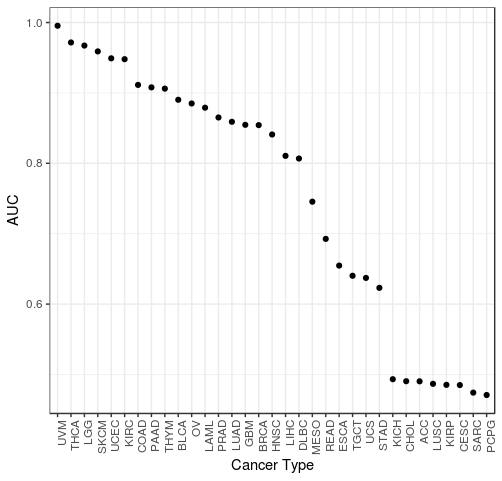 1.0
0.8
0.6
AUC
UVM
THCA
LGG
SKCM
UCEC
KIRC
COAD
PAAD
THYM
BLCA
OV
LAML
PRAD
LUAD
GBM
BRCA
HNSC
LIHC
DLBC
MESO
READ
ESCA
TGCT
UCS
STAD
KICH
CHOL
ACC
LUSC
KIRP
CESC
SARC
PCPG
Cancer Type